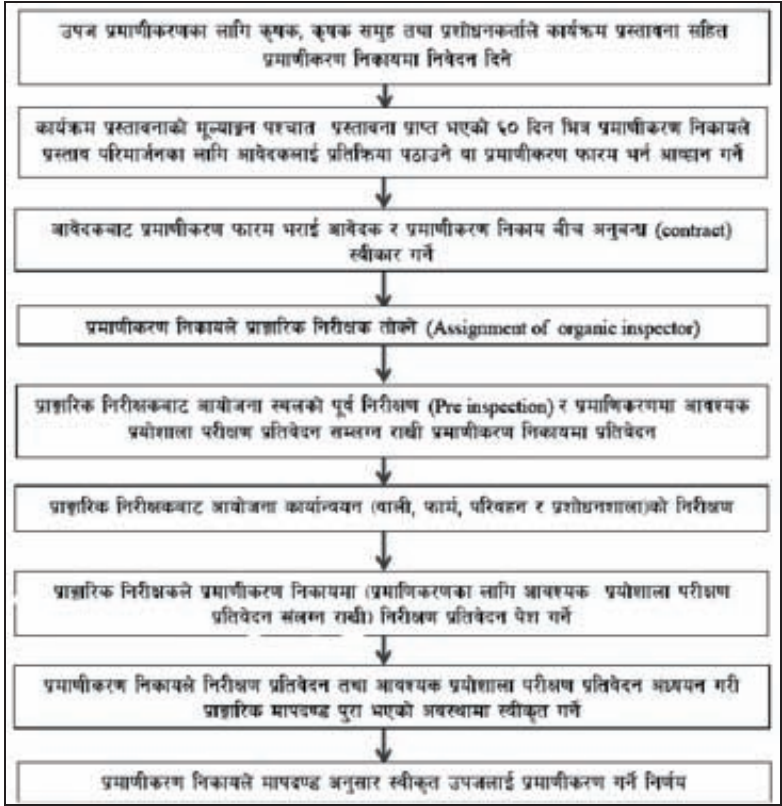 उपज प्रमाणीकरणका लागि कृषक, कृषक समुह तथा प्रशोधनकर्ताले कार्यक्रम प्रस्तावना सहित
प्रमाणीकरण निकायमा निवेदन दिने
कार्यक्रम प्रस्तावनाको मूल्याङ्कन पश्चात प्रस्तावना प्राप्त भएको ६० दिन भित्र प्रमाणीकरण निकायले
प्रस्ताव परिमार्जनका लागि आवेदकलाई प्रतिक्रिया पठाउने वा प्रमाणीकरण फारम भर्न आव्हान गर्ने
आवेदकबाट प्रमाणीकरण फारम भराई आवेदक र प्रमाणीकरण निकाय बीच अनुबन्ध (contract)
स्वीकार गर्ने
प्रमाणीकरण निकायले प्राङ्गारिक निरीक्षक तोक्ने (Assignment of organic inspector)
प्राङ्गारिक निरीक्षकबाट आयोजना स्थलको पूर्व निरीक्षण (Pre inspection) र प्रमाणिकरणमा आवश्यक
प्रयोशाला परीक्षण प्रतिवेदन सम्लग्न राखी प्रमाणीकरण निकायमा प्रतिवेदन
प्राङ्गारिक निरीक्षकबाट आयोजना कार्यान्वयन (बाली, फार्म, परिवहन र प्रशोधनशाला)को निरीक्षण
प्राङ्गारिक निरीक्षकले प्रमाणीकरण निकायमा (प्रमाणिकरणका लागि आवश्यक प्रयोशाला परीक्षण
प्रतिवेदन संलग्न राखी) निरीक्षण प्रतिवेदन पेश गर्ने
प्रमाणीकरण निकायले निरीक्षण प्रतिवेदन तथा आवश्यक प्रयोशाला परीक्षण प्रतिवेदन अध्ययन गरी
प्राङ्गारिक मापदण्ड पुरा भएको अवस्थामा स्वीकृत गर्ने
प्रमाणीकरण निकायले मापदण्ड अनुसार स्वीकृत उपजलाई प्रमाणीकरण गर्ने निर्णय